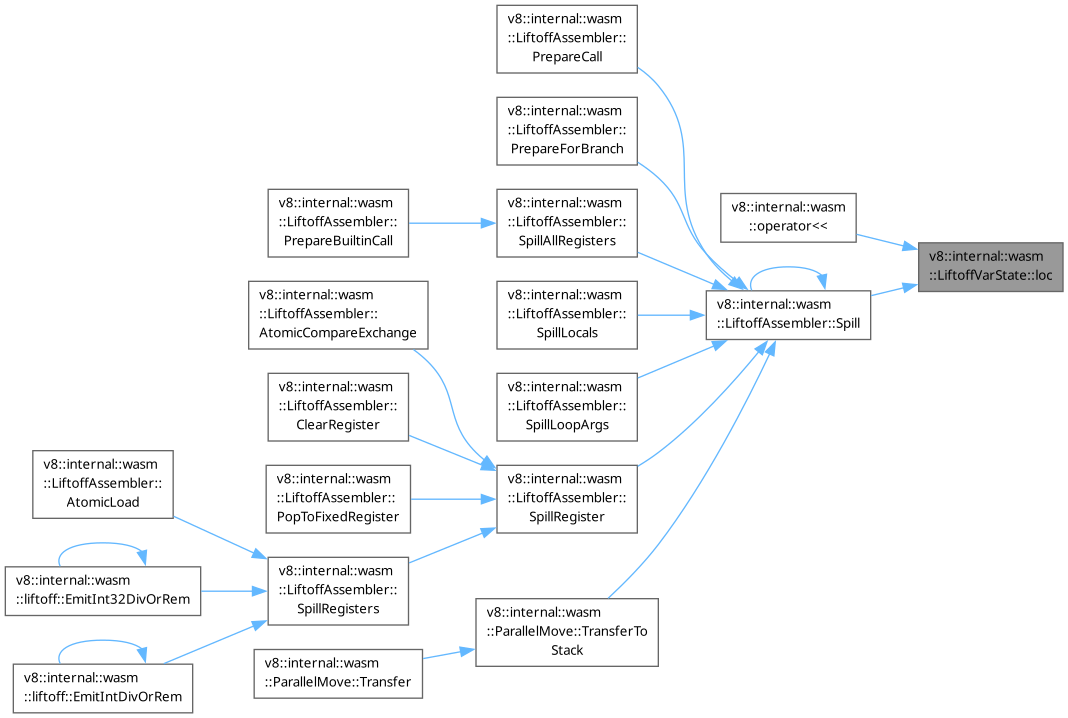 v8::internal::wasm
::LiftoffAssembler::
PrepareCall
v8::internal::wasm
::LiftoffAssembler::
PrepareForBranch
v8::internal::wasm
::LiftoffAssembler::
PrepareBuiltinCall
v8::internal::wasm
::LiftoffAssembler::
SpillAllRegisters
v8::internal::wasm
::operator<<
v8::internal::wasm
::LiftoffVarState::loc
v8::internal::wasm
::LiftoffAssembler::
AtomicCompareExchange
v8::internal::wasm
::LiftoffAssembler::
SpillLocals
v8::internal::wasm
::LiftoffAssembler::Spill
v8::internal::wasm
::LiftoffAssembler::
ClearRegister
v8::internal::wasm
::LiftoffAssembler::
SpillLoopArgs
v8::internal::wasm
::LiftoffAssembler::
AtomicLoad
v8::internal::wasm
::LiftoffAssembler::
PopToFixedRegister
v8::internal::wasm
::LiftoffAssembler::
SpillRegister
v8::internal::wasm
::liftoff::EmitInt32DivOrRem
v8::internal::wasm
::LiftoffAssembler::
SpillRegisters
v8::internal::wasm
::ParallelMove::TransferTo
Stack
v8::internal::wasm
::liftoff::EmitIntDivOrRem
v8::internal::wasm
::ParallelMove::Transfer